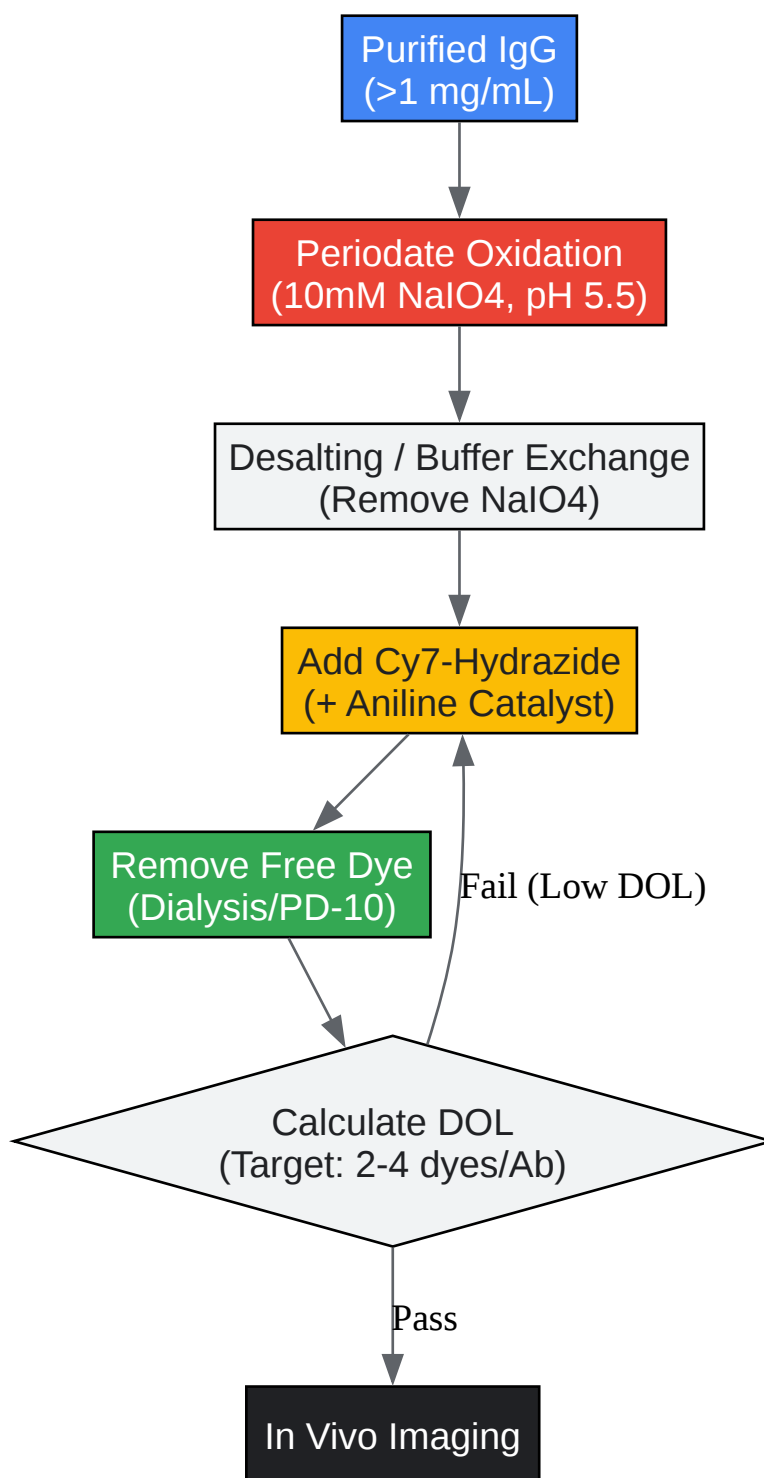 Purified IgG
(>1 mg/mL)
Periodate Oxidation
(10mM NaIO4, pH 5.5)
Desalting / Buffer Exchange
(Remove NaIO4)
Add Cy7-Hydrazide
(+ Aniline Catalyst)
Remove Free Dye
(Dialysis/PD-10)
Fail (Low DOL)
Calculate DOL
(Target: 2-4 dyes/Ab)
Pass
In Vivo Imaging